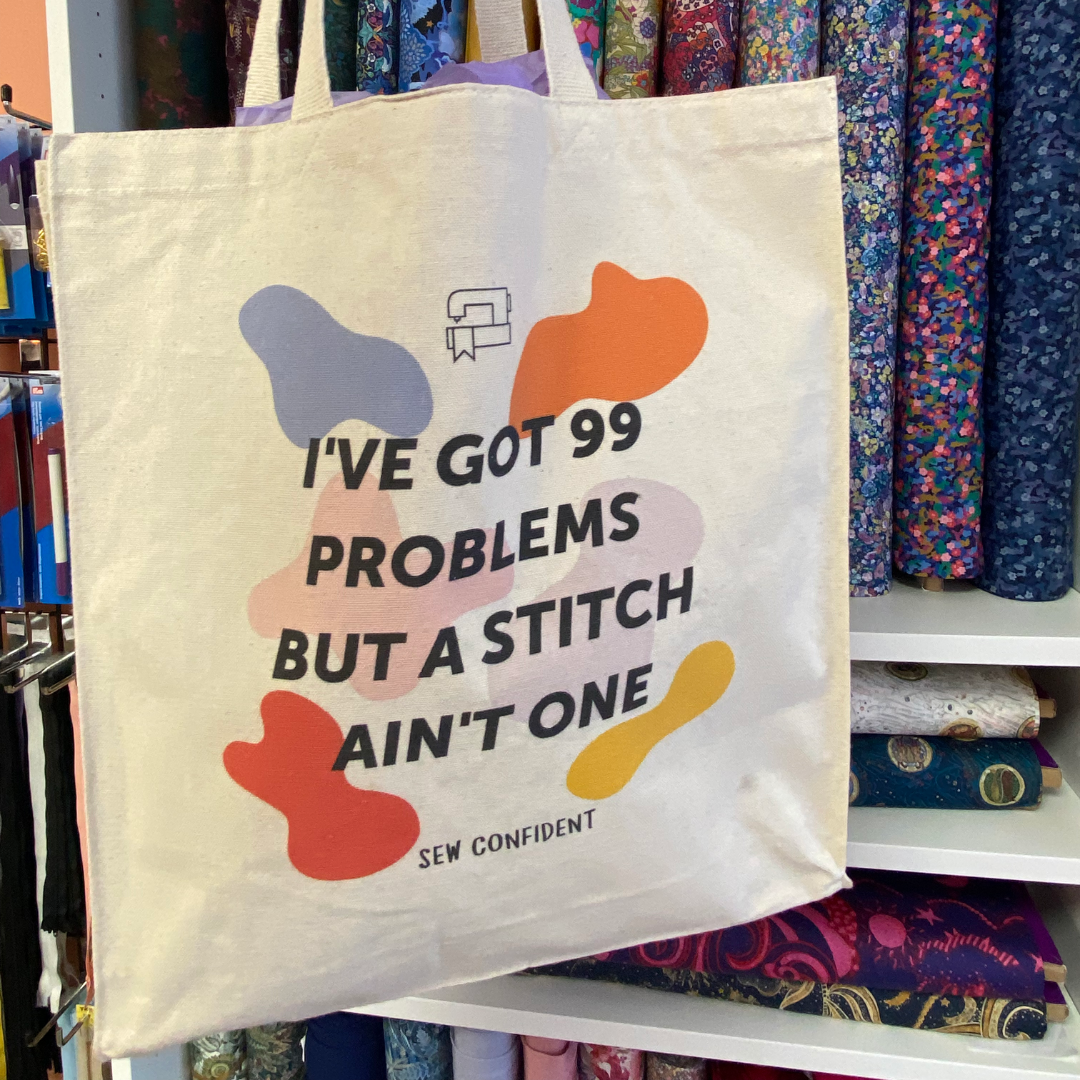 I'VE GOT 99
PROBLEMS
BUT A STITCH
AIN'T ONE
SEW CONFIDENT